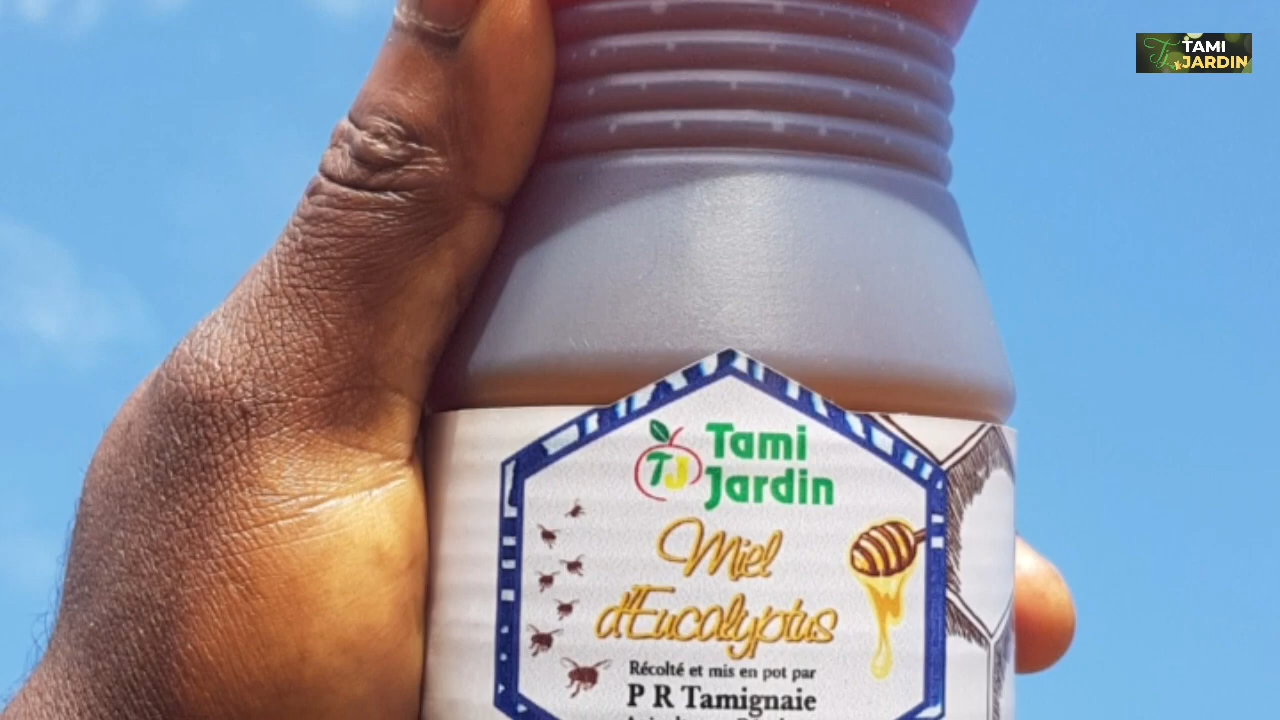 TAMI
JARDIN
TJ
Tami
Jardin
Miel
d'Eucalyptus
Récolté et mis en pot par
P R Tamignaie